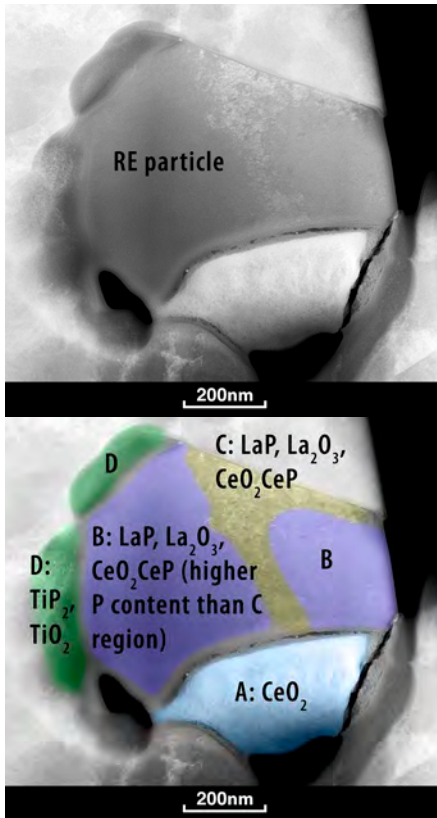 RE particle
200nm
D
C: LaP, La₂O₃,
CeO₂CeP
B: LaP, La₂O₃,
CeO₂CeP (higher
P content than C
region)
B
D:
TiP₂,
TiO₂
A: CeO₂
200nm